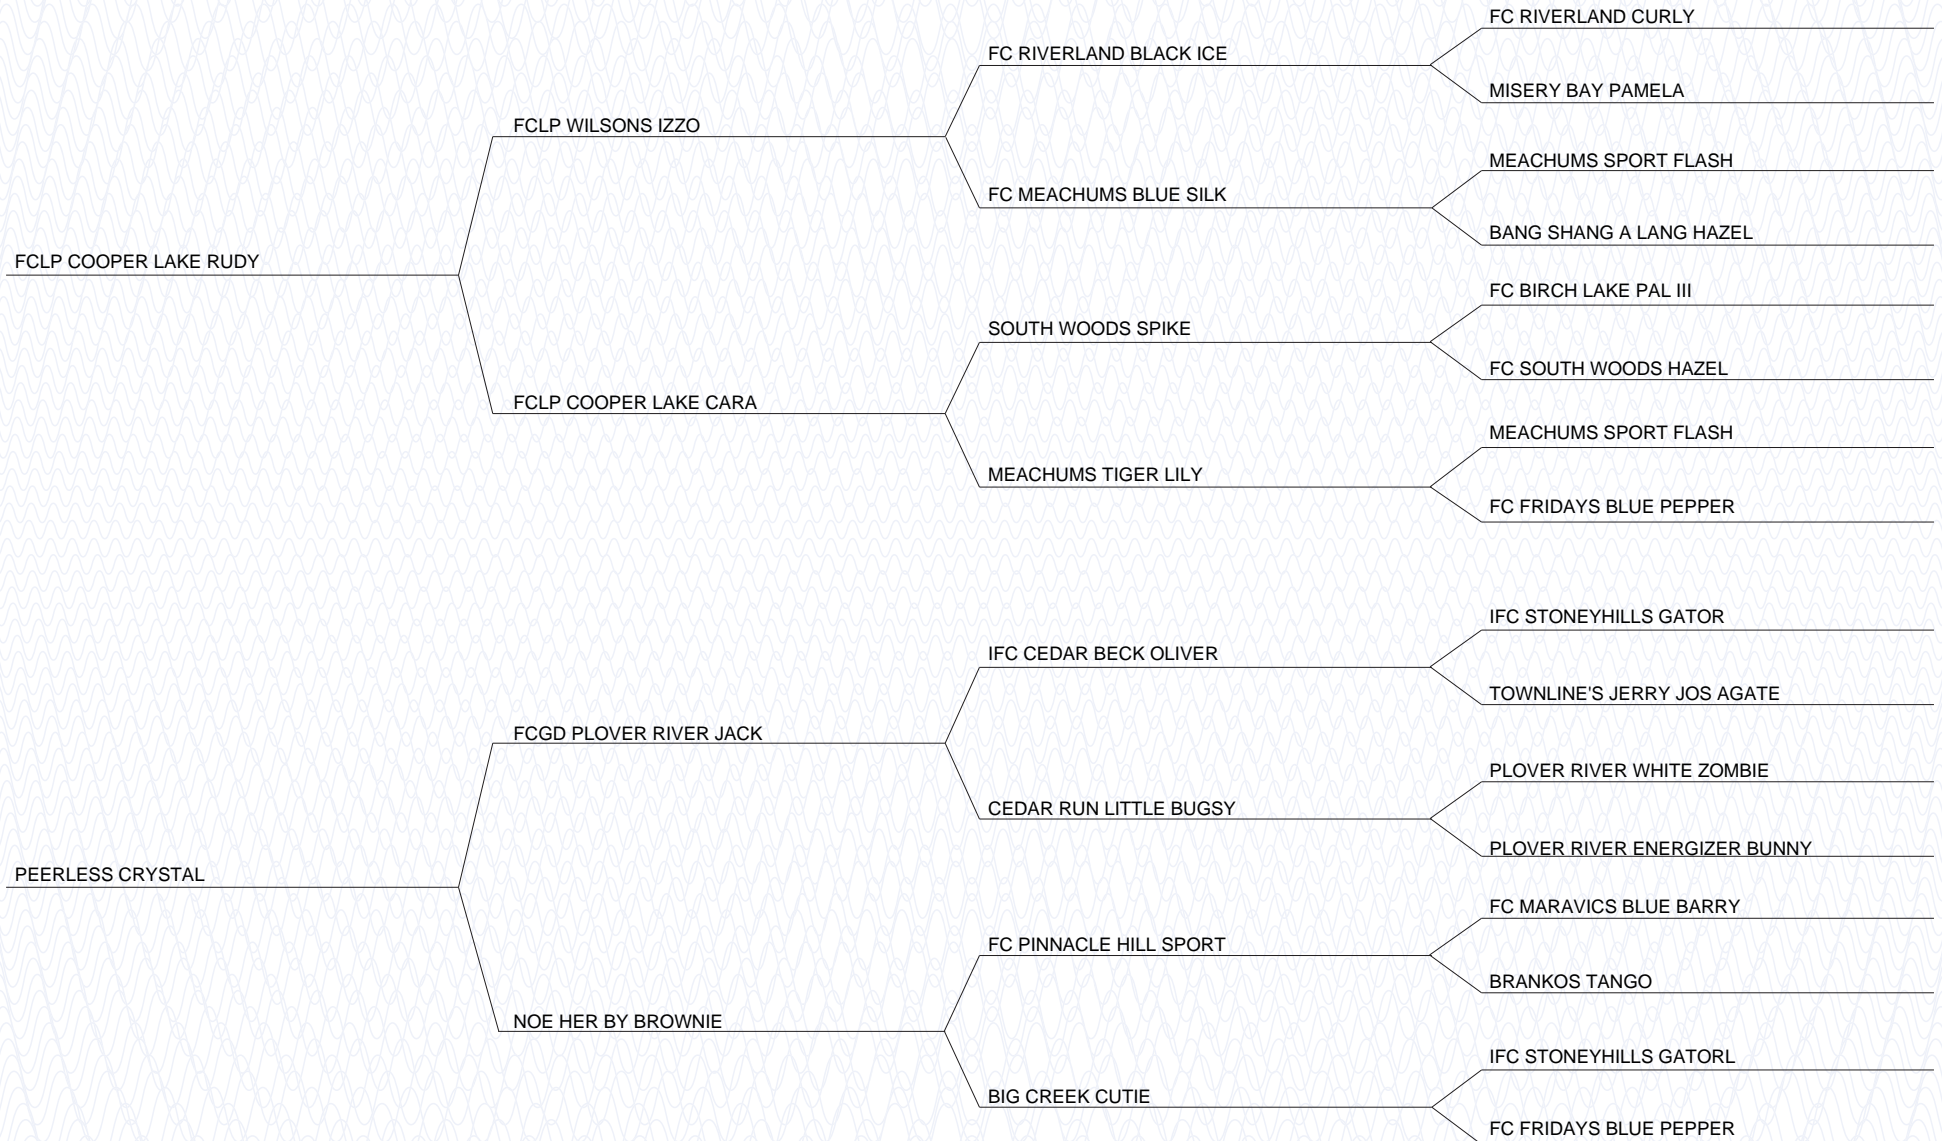 FC RIVERLAND CURLY
FC RIVERLAND BLACK ICE
MISERY BAY PAMELA
FCLP WILSONS IZZO
MEACHUMS SPORT FLASH
FC MEACHUMS BLUE SILK
BANG SHANG A LANG HAZEL
FCLP COOPER LAKE RUDY
FC BIRCH LAKE PAL III
SOUTH WOODS SPIKE
FC SOUTH WOODS HAZEL
FCLP COOPER LAKE CARA
MEACHUMS SPORT FLASH
MEACHUMS TIGER LILY
FC FRIDAYS BLUE PEPPER
IFC STONEYHILLS GATOR
IFC CEDAR BECK OLIVER
TOWNLINE'S JERRY JOS AGATE
FCGD PLOVER RIVER JACK
PLOVER RIVER WHITE ZOMBIE
CEDAR RUN LITTLE BUGSY
PLOVER RIVER ENERGIZER BUNNY
PEERLESS CRYSTAL
FC MARAVICS BLUE BARRY
FC PINNACLE HILL SPORT
BRANKOS TANGO
NOE HER BY BROWNIE
IFC STONEYHILLS GATORL
BIG CREEK CUTIE
FC FRIDAYS BLUE PEPPER